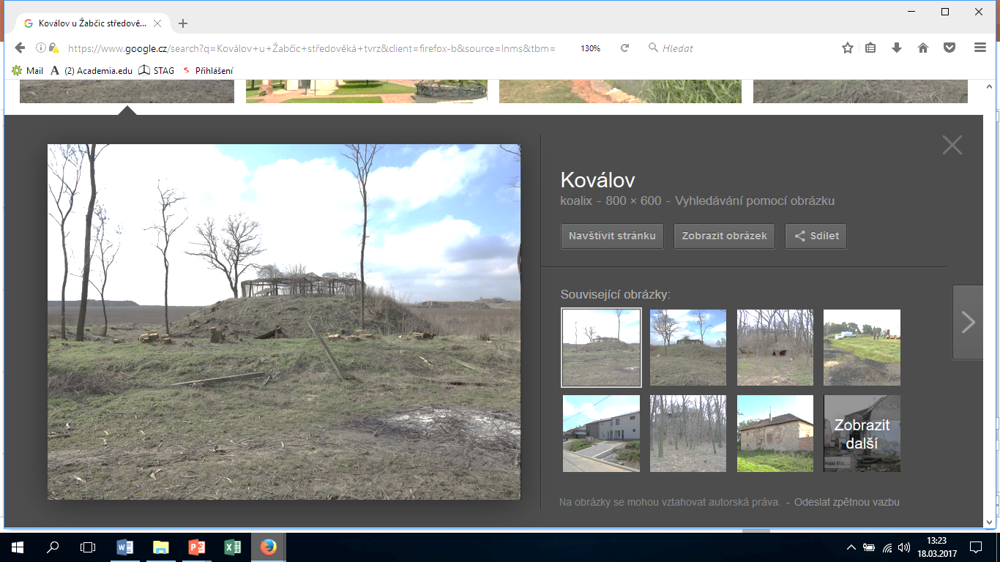 Koválov u Žabčic středově...
https://www.google.cz/search?q=Koválov+u+Žabčic+středověká+tvrz&client=firefox-b&source=lnms&tbm=
130%
Hledat
Mail
(2) Academia.edu
STAG
Přihlášení
Koválov
koalix - 800 × 600 - Vyhledávání pomocí obrázku
Navštívit stránku
Zobrazit obrázek
Sdílet
Související obrázky:
Zobrazit
další
Na obrázky se mohou vztahovat autorská práva. - Odeslat zpětnou vazbu
13:23
18.03.2017